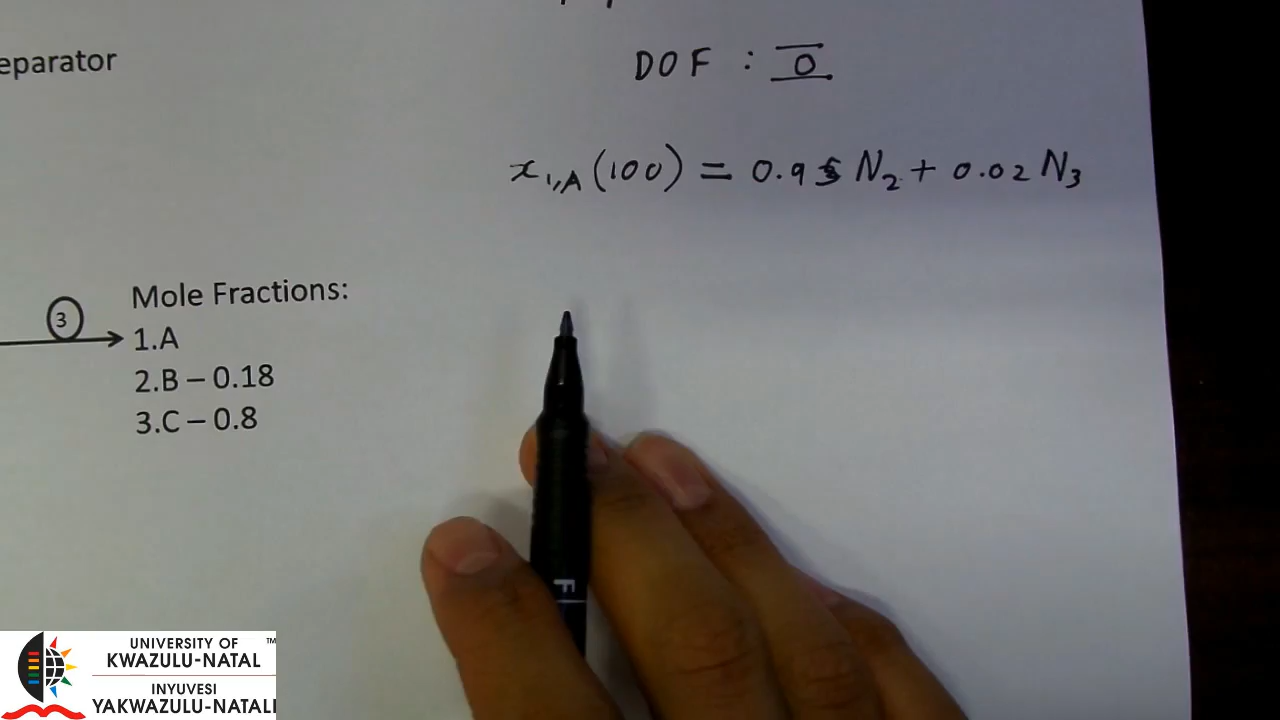 eparator
DOF : 0
x1,A (100) = 0.95 N2 + 0.02 N3
3
Mole Fractions:
1.A
2.B – 0.18
3.C – 0.8
F
UNIVERSITY OF ™
KWAZULU-NATAL
INYUVESI
YAKWAZULU-NATALI